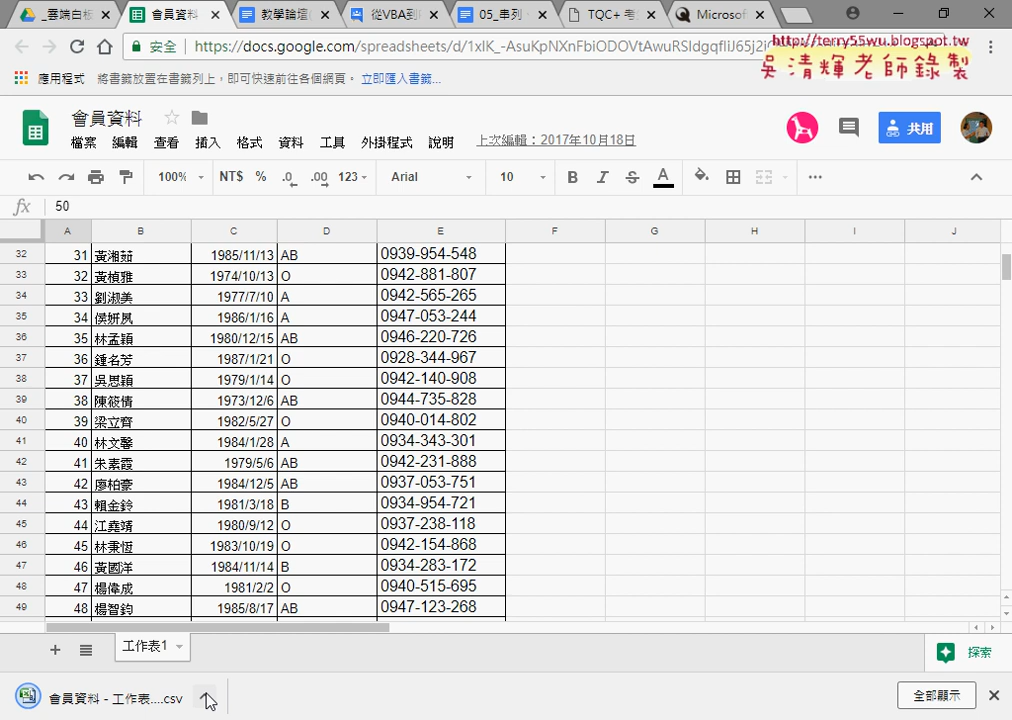 _雲端白板
會員資料
教學論壇(
從VBA到
05_串列
TQC+ 考
Microsof
安全 https://docs.google.com/spreadsheets/d/1xIK_-AsuKpNXnFbiODOVtAwuRSIdgqfIiJ65j2i
http://terry55wu.blogspot.tw
吳清輝老師錄製
應用程式 將書籤放置在書籤列上，即可快速前往各個網頁。 立即匯入書籤...
會員資料
檔案 編輯 查看 插入 格式 資料 工具 外掛程式 說明 上次編輯：2017年10月18日
共用
100% NT$ % .0 .00 123 Arial 10 B I S A
fx 50
A B C D E F G H I J
32 31 黃湘茹 1985/11/13 AB 0939-954-548
33 32 黃楨雅 1974/10/13 O 0942-881-807
34 33 劉淑美 1977/7/10 A 0942-565-265
35 34 侯妍夙 1986/1/16 A 0947-053-244
36 35 林孟穎 1980/12/15 AB 0946-220-726
37 36 鍾名芳 1987/1/21 O 0928-344-967
38 37 吳思穎 1979/1/14 O 0942-140-908
39 38 陳筱倩 1973/12/6 AB 0944-735-828
40 39 梁立齊 1982/5/27 O 0940-014-802
41 40 林文馨 1984/1/28 A 0934-343-301
42 41 朱素霞 1979/5/6 AB 0942-231-888
43 42 廖柏豪 1984/12/5 AB 0937-053-751
44 43 賴金鈴 1981/3/18 B 0934-954-721
45 44 江堯靖 1980/9/12 O 0937-238-118
46 45 林秉恆 1983/10/19 O 0942-154-868
47 46 黃國洋 1984/11/14 B 0934-283-172
48 47 楊偉成 1981/2/2 O 0940-515-695
49 48 楊智鈞 1985/8/17 AB 0947-123-268
工作表1
探索
會員資料 - 工作表....csv
全部顯示